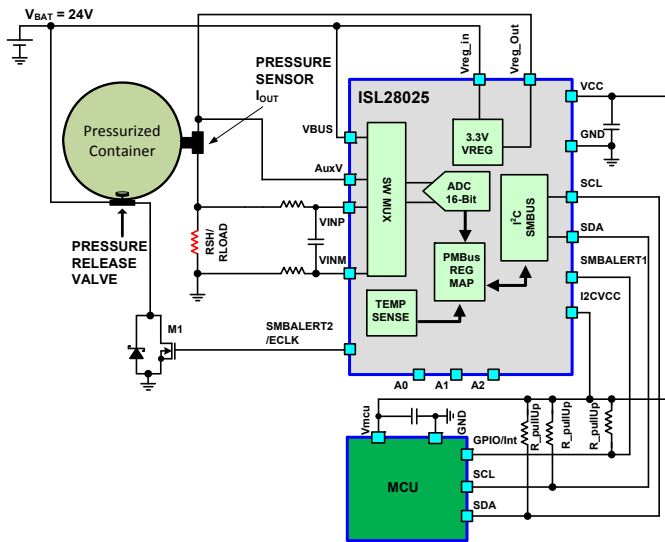 VBAT = 24V
PRESSURE
SENSOR
IOUT
Pressurized
Container
PRESSURE
RELEASE
VALVE
M1
RSH/
RLOAD
Vreg_in
Vreg_Out
ISL28025
VBUS
AuxV
VINP
VINM
SMBALERT2
/ECLK
SW MUX
3.3V
VREG
ADC
16-Bit
PMBus
REG
MAP
I2C
SMBUS
TEMP
SENSE
A0
A1
A2
VCC
GND
SCL
SDA
SMBALERT1
I2CVCC
Vmcu
GND
R_pullUp
R_pullUp
R_pullUp
GPIO/Int
SCL
SDA
MCU